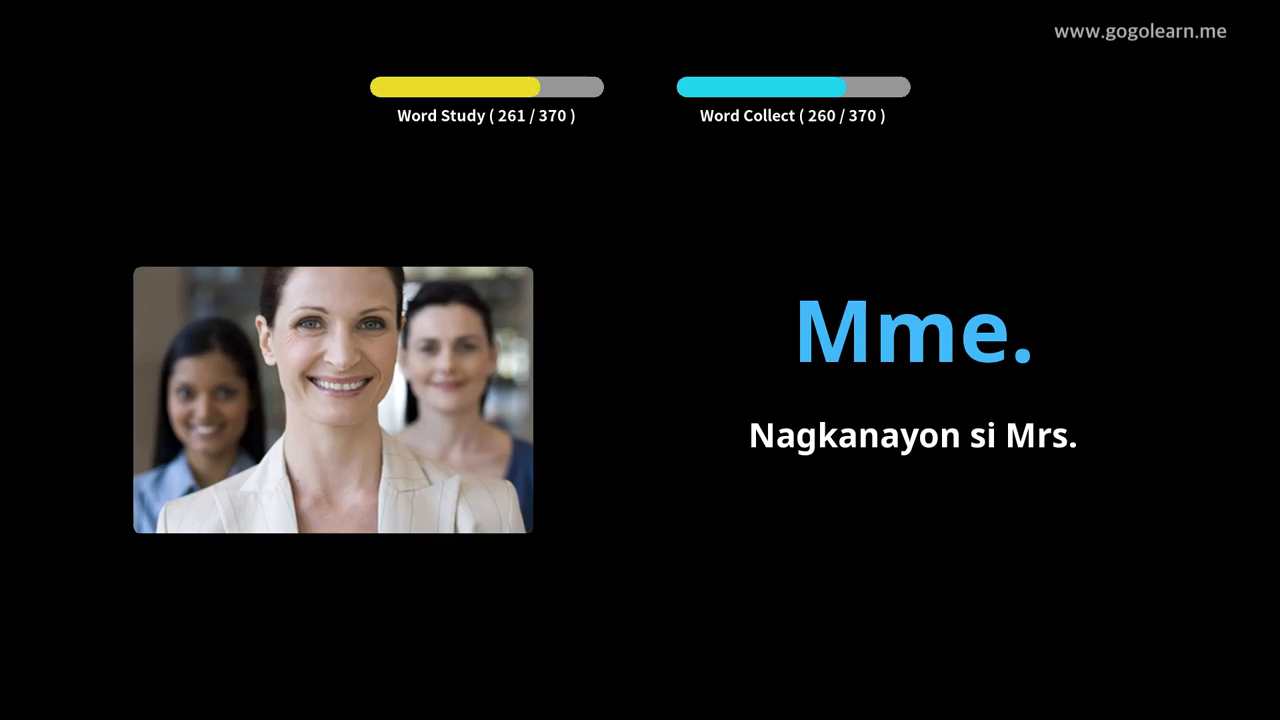 www.gogolearn.me
Word Study ( 261 / 370 )
Word Collect ( 260 / 370 )
Mme.
Nagkanayon si Mrs.